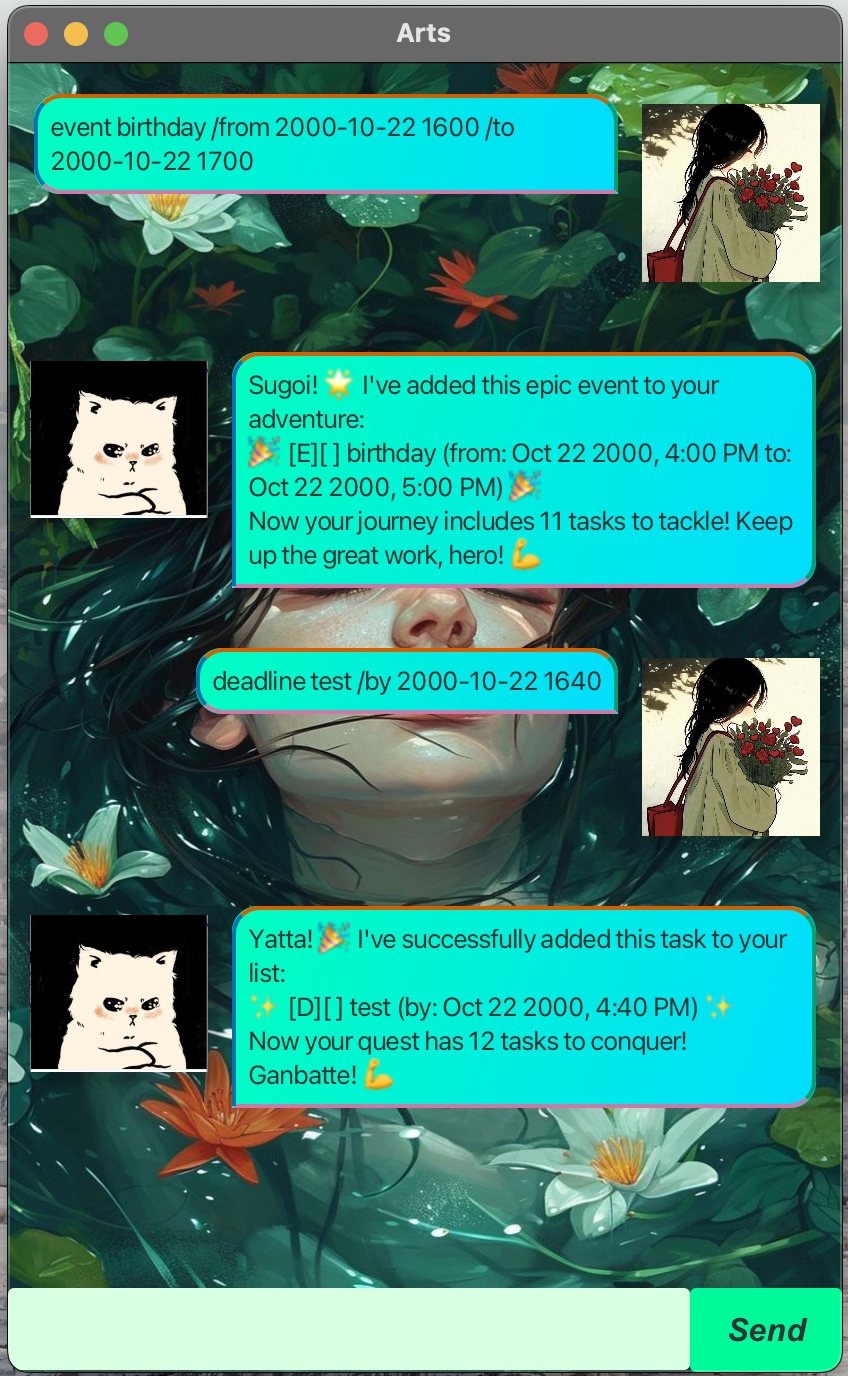 Arts
event birthday /from 2000-10-22 1600 /to
2000-10-22 1700
Sugoi! 🌟 I've added this epic event to your
adventure:
🎉 [E][ ] birthday (from: Oct 22 2000, 4:00 PM to:
Oct 22 2000, 5:00 PM)🎉
Now your journey includes 11 tasks to tackle! Keep
up the great work, hero! 💪
deadline test /by 2000-10-22 1640
Yatta!🎉 I've successfully added this task to your
list:
✨ [D][ ] test (by: Oct 22 2000, 4:40 PM) ✨
Now your quest has 12 tasks to conquer!
Ganbatte! 💪
Send